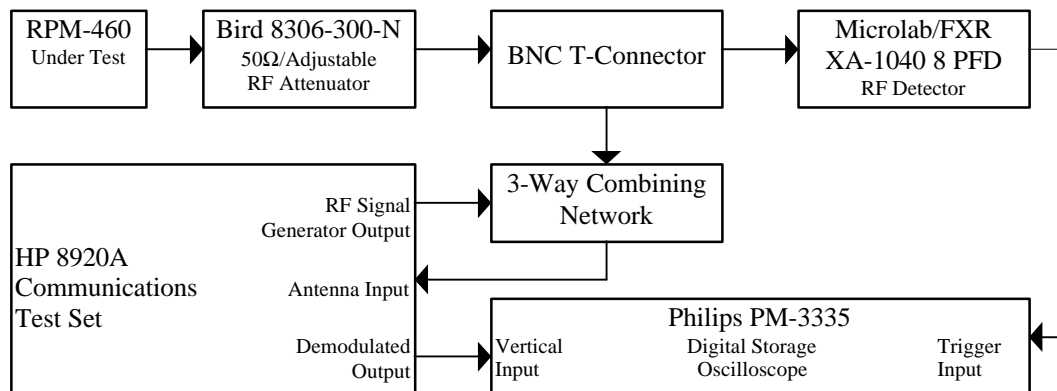 RPM-460
Under Test
Bird 8306-300-N
50Ω/Adjustable
RF Attenuator
BNC T-Connector
Microlab/FXR
XA-1040 8 PFD
RF Detector
3-Way Combining
Network
RF Signal
Generator Output
HP 8920A
Communications
Test Set
Antenna Input
Demodulated
Output
Philips PM-3335
Vertical
Input
Digital Storage
Oscilloscope
Trigger
Input